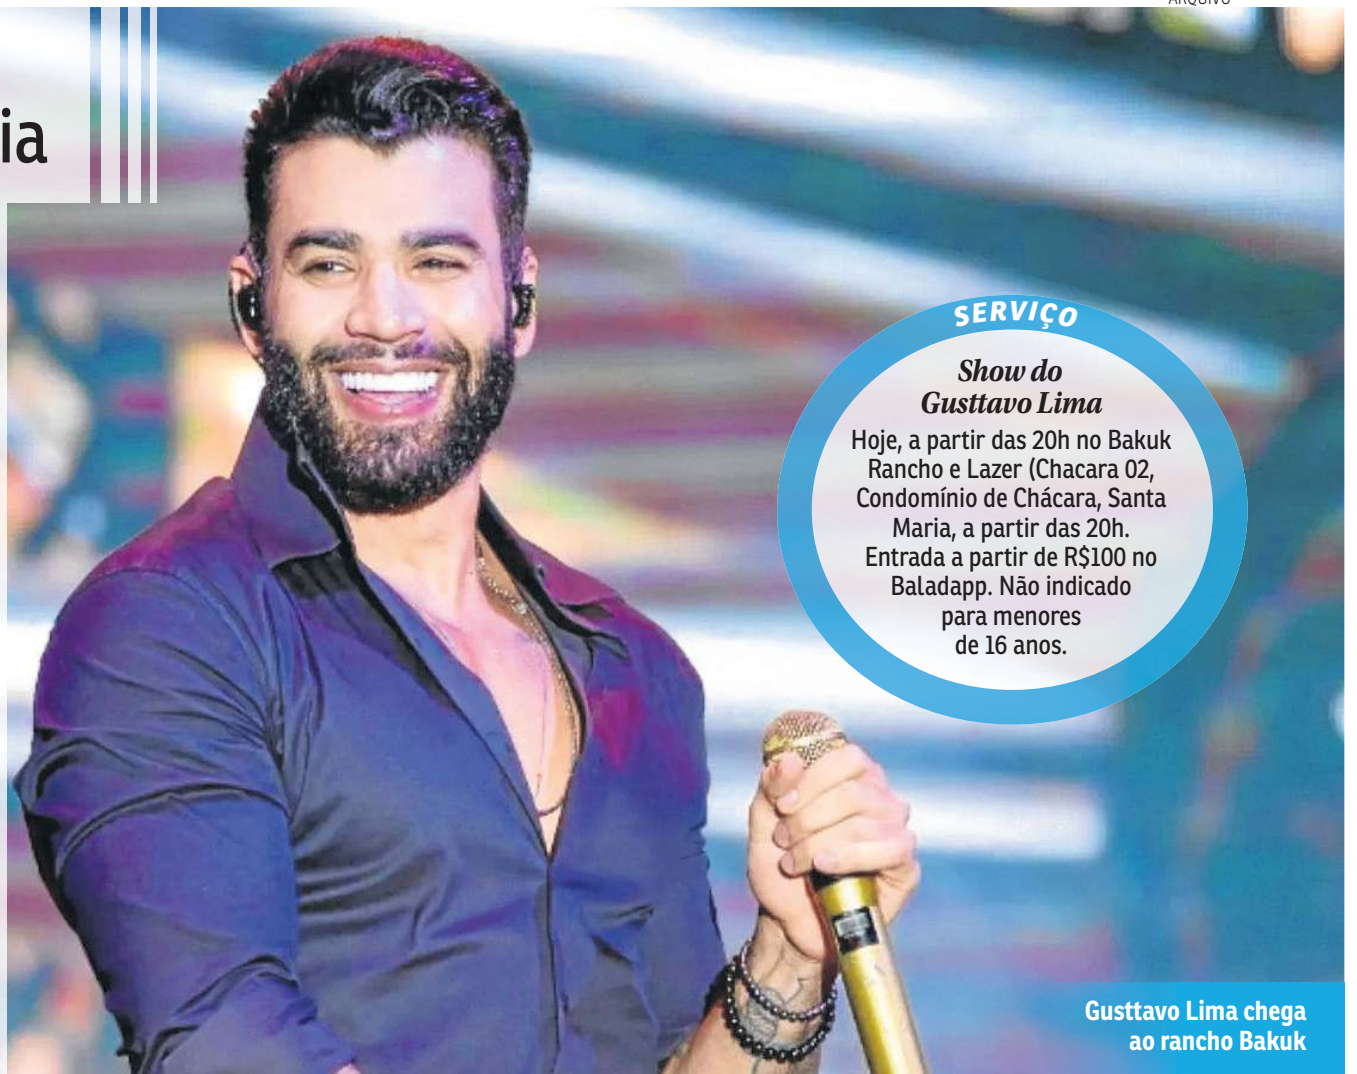 ARQUIVO
ia
SERVIÇO
Show do
Gusttavo Lima
Hoje, a partir das 20h no Bakuk
Rancho e Lazer (Chacara 02,
Condomínio de Chácara, Santa
Maria, a partir das 20h.
Entrada a partir de R$100 no
Baladapp. Não indicado
para menores
de 16 anos.
Gusttavo Lima chega
ao rancho Bakuk